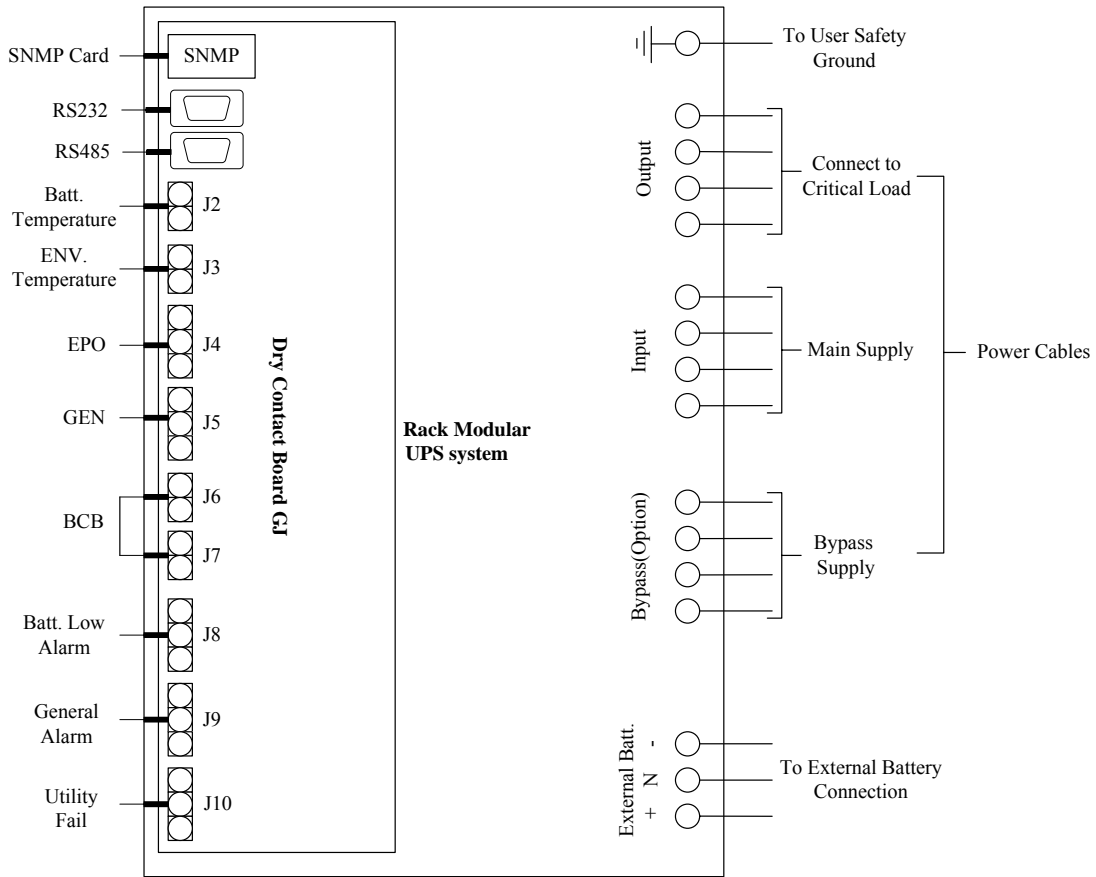 SNMP Card
SNMP
RS232
RS485
Batt.
Temperature
J2
ENV.
Temperature
J3
EPO
J4
GEN
J5
BCB
J6
J7
Batt. Low
Alarm
J8
General
Alarm
J9
Utility
Fail
J10
Dry Contact Board GJ
Rack Modular
UPS system
To User Safety
Ground
Output
Connect to
Critical Load
Input
Main Supply
Power Cables
Bypass(Option)
Bypass
Supply
External Batt.
-
N
+
To External Battery
Connection